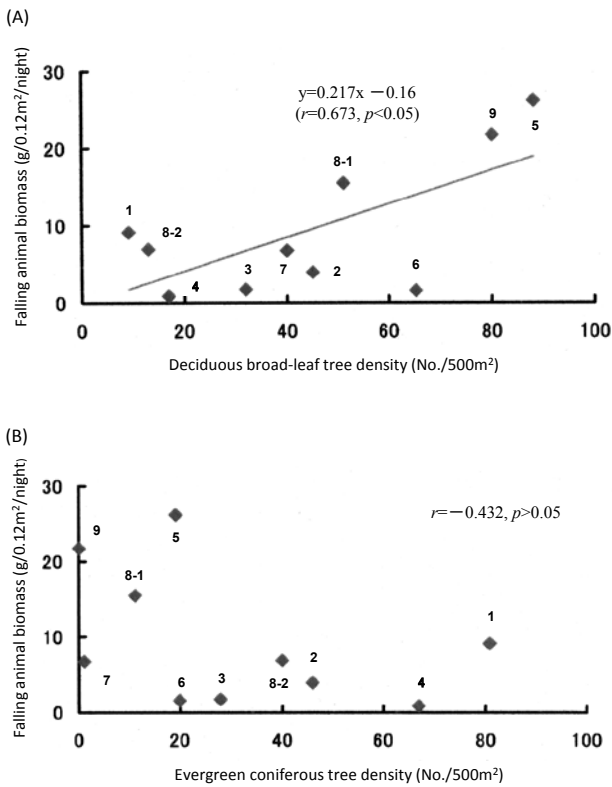 (A)
Falling animal biomass (g/0.12m²/night)
30
20
10
0
y=0.217x －0.16
(r=0.673, p<0.05)
9
5
8-1
1
8-2
4
3
7
2
6
0 20 40 60 80 100
Deciduous broad-leaf tree density (No./500m²)
(B)
Falling animal biomass (g/0.12m²/night)
30
20
10
0
r=－0.432, p>0.05
9
5
8-1
1
7
6
3
8-2
2
4
0 20 40 60 80 100
Evergreen coniferous tree density (No./500m²)